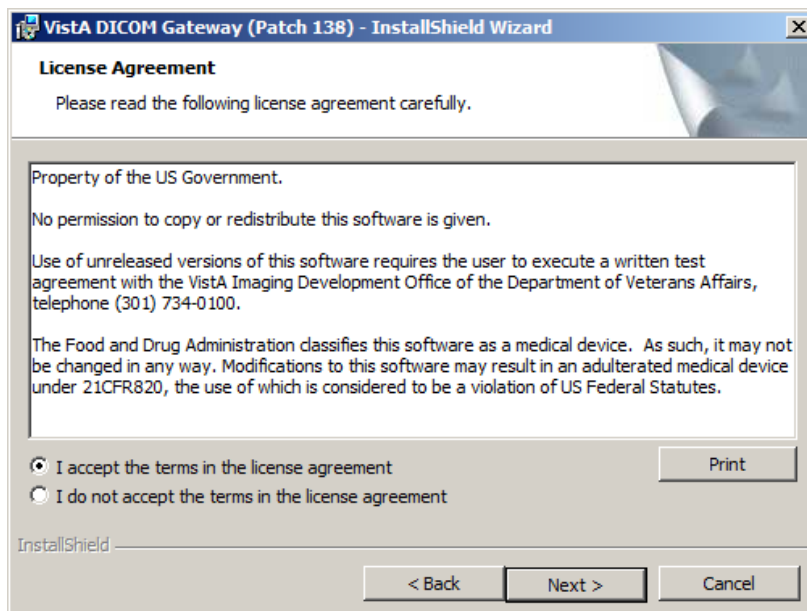 VistA DICOM Gateway (Patch 138) - InstallShield Wizard
License Agreement
Please read the following license agreement carefully.
Property of the US Government.
No permission to copy or redistribute this software is given.
Use of unreleased versions of this software requires the user to execute a written test
agreement with the VistA Imaging Development Office of the Department of Veterans Affairs,
telephone (301) 734-0100.
The Food and Drug Administration classifies this software as a medical device.  As such, it may not
be changed in any way. Modifications to this software may result in an adulterated medical device
under 21CFR820, the use of which is considered to be a violation of US Federal Statutes.
I accept the terms in the license agreement
Print
I do not accept the terms in the license agreement
InstallShield
< Back
Next >
Cancel